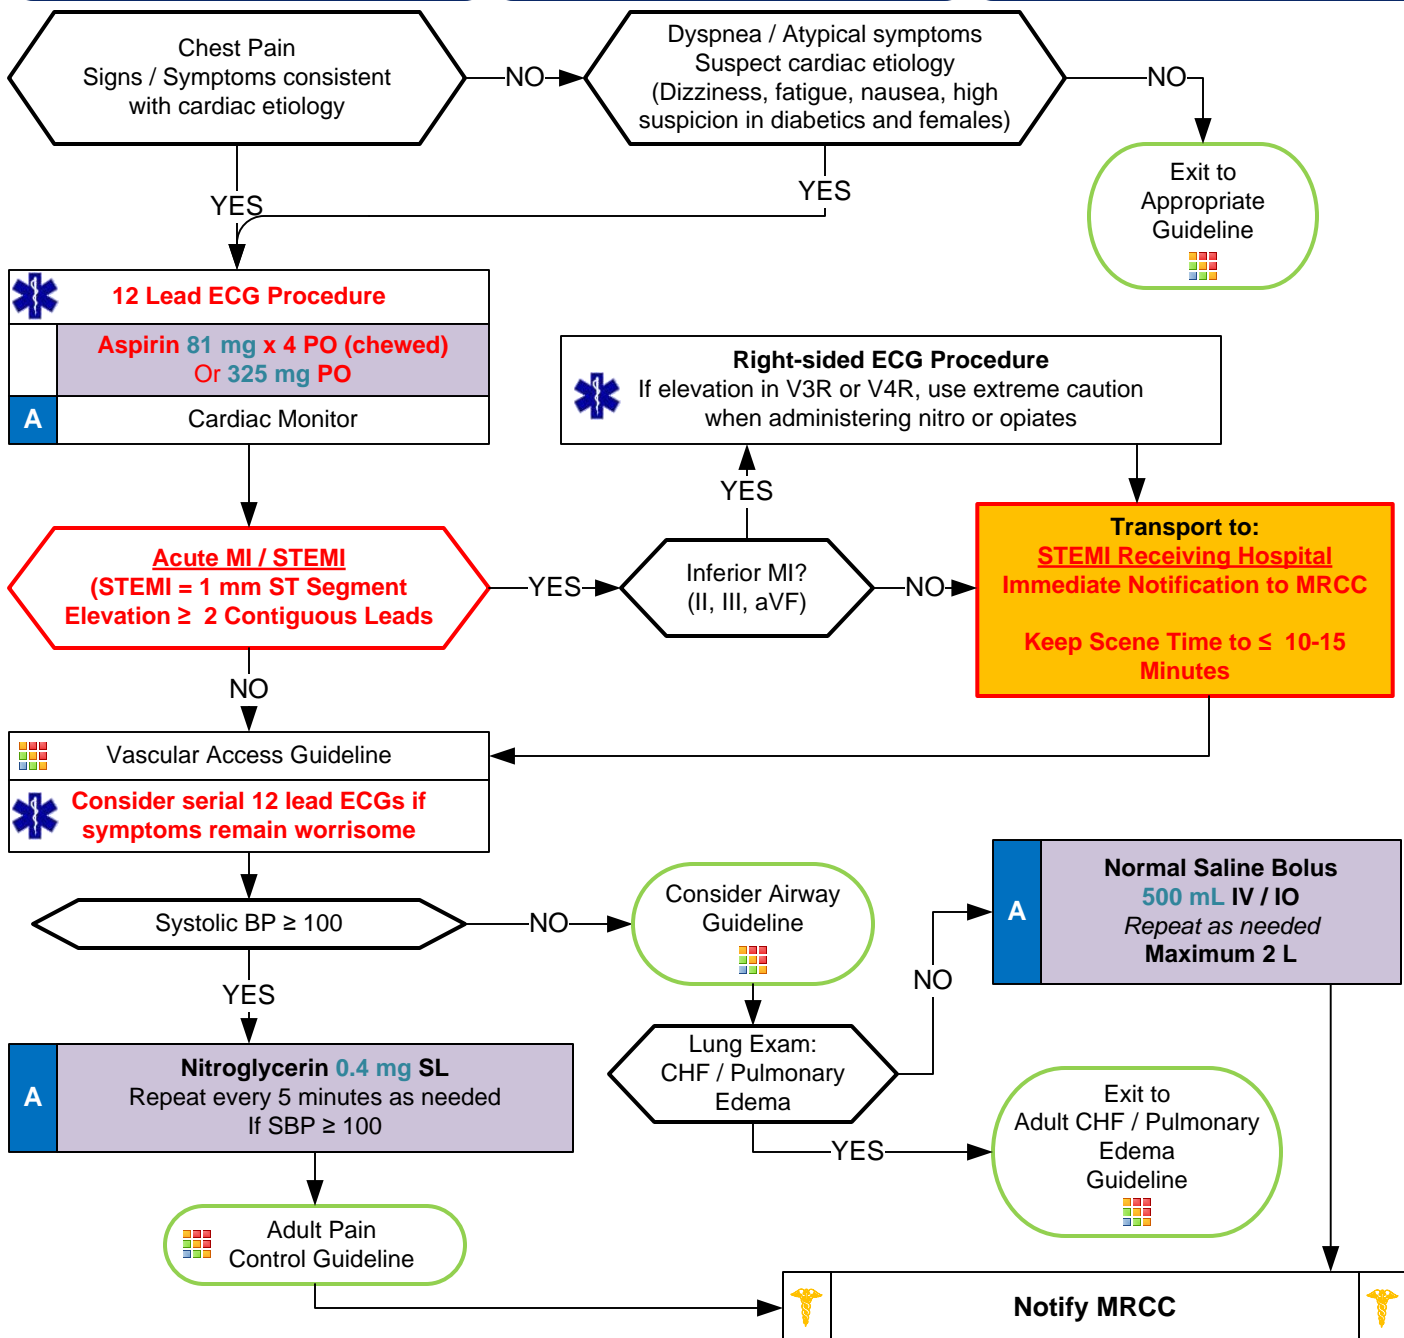 Chest Pain
Signs / Symptoms consistent
with cardiac etiology
NO
Dyspnea / Atypical symptoms
Suspect cardiac etiology
(Dizziness, fatigue, nausea, high
suspicion in diabetics and females)
NO
Exit to
Appropriate
Guideline
YES
YES
12 Lead ECG Procedure
Aspirin 81 mg x 4 PO (chewed)
Or 325 mg PO
A
Cardiac Monitor
Right-sided ECG Procedure
If elevation in V3R or V4R, use extreme caution
when administering nitro or opiates
YES
Acute MI / STEMI
(STEMI = 1 mm ST Segment
Elevation ≥ 2 Contiguous Leads
YES
Inferior MI?
(II, III, aVF)
NO
Transport to:
STEMI Receiving Hospital
Immediate Notification to MRCC
Keep Scene Time to ≤ 10-15
Minutes
NO
Vascular Access Guideline
Consider serial 12 lead ECGs if
symptoms remain worrisome
Systolic BP ≥ 100
NO
Consider Airway
Guideline
NO
A
Normal Saline Bolus
500 mL IV / IO
Repeat as needed
Maximum 2 L
YES
A
Nitroglycerin 0.4 mg SL
Repeat every 5 minutes as needed
If SBP ≥ 100
Lung Exam:
CHF / Pulmonary
Edema
YES
Exit to
Adult CHF / Pulmonary
Edema
Guideline
Adult Pain
Control Guideline
Notify MRCC